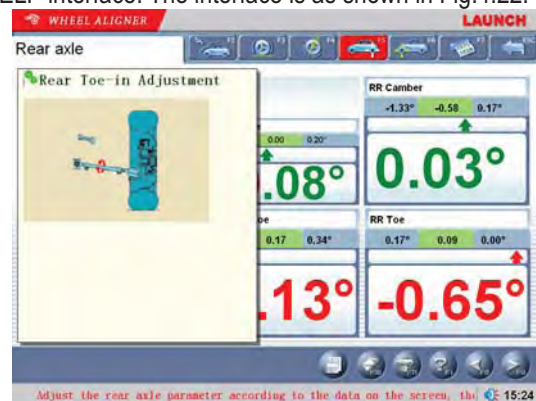 HELP interface. The interface is as shown in Fig.4.22.
WHEEL ALIGNER
LAUNCH
Rear axle
Rear Toe-in Adjustment
RR Camber
-1.33° -0.58 0.17°
0.00 0.20°
.08°
0.03°
oe
RR Toe
0.17 0.34°
0.17° 0.09 0.00°
.13°
-0.65°
Adjust the rear axle parameter according to the data on the screen, the
15:24